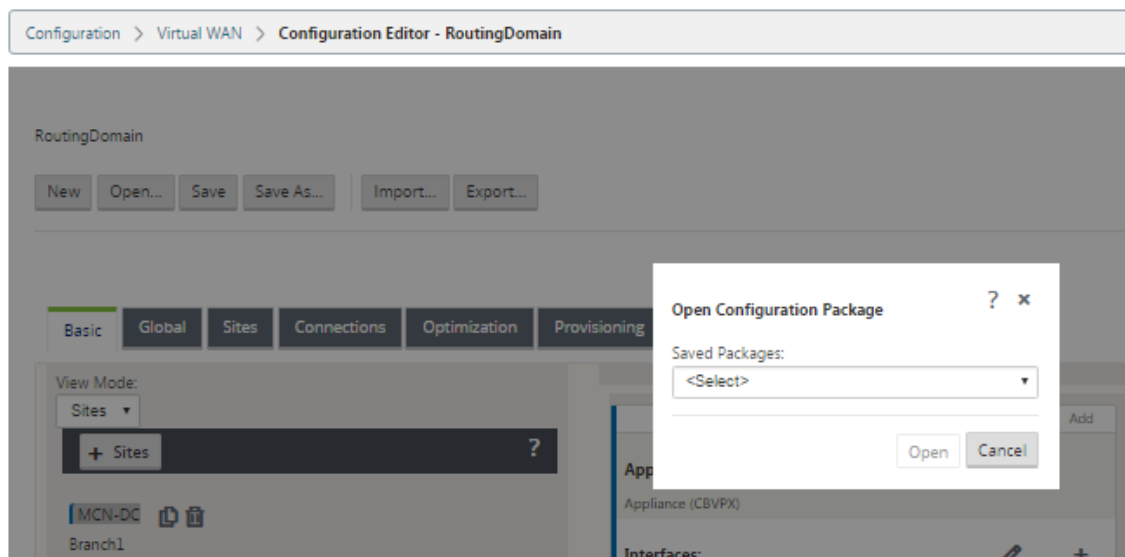 Configuration > Virtual WAN > Configuration Editor - RoutingDomain
RoutingDomain
New Open... Save Save As... Import... Export...
Basic Global Sites Connections Optimization Provisioning
View Mode:
Sites
+ Sites ?
MCN-DC
Branch1
Open Configuration Package ? ×
Saved Packages:
<Select>
Open Cancel
Add
App
Appliance (CBVPX)
Interfaces: +